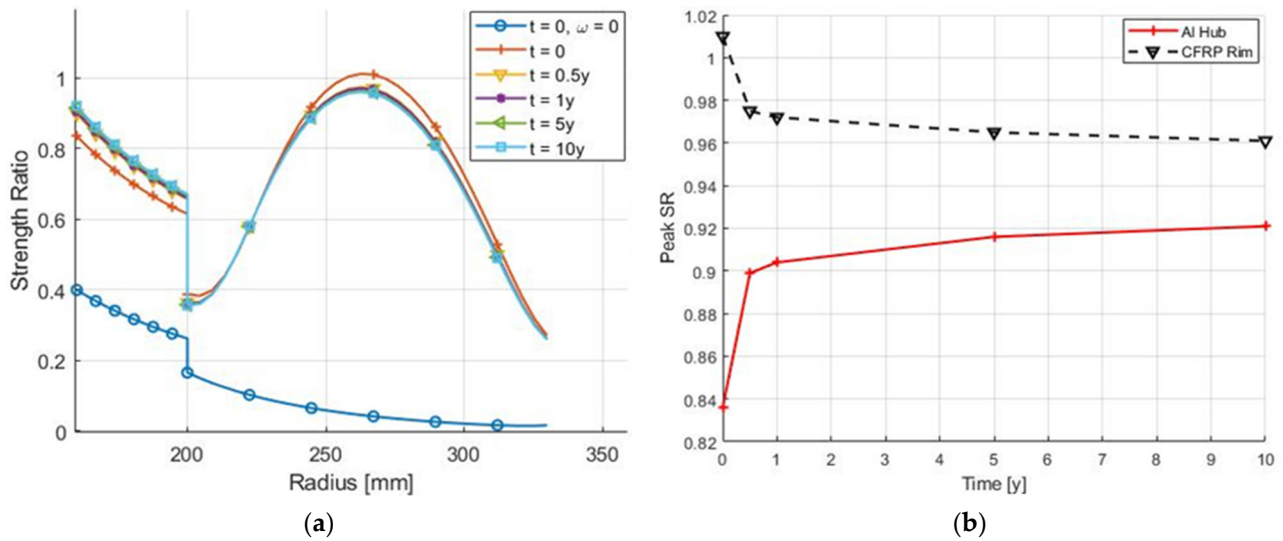 t = 0, ω = 0
t = 0
t = 0.5y
t = 1y
t = 5y
t = 10y
Strength Ratio
1
0.8
0.6
0.4
0.2
0
200
250
300
350
Radius [mm]
(a)
Al Hub
CFRP Rim
Peak SR
1.02
1
0.98
0.96
0.94
0.92
0.9
0.88
0.86
0.84
0.82
0
1
2
3
4
5
6
7
8
9
10
Time [y]
(b)